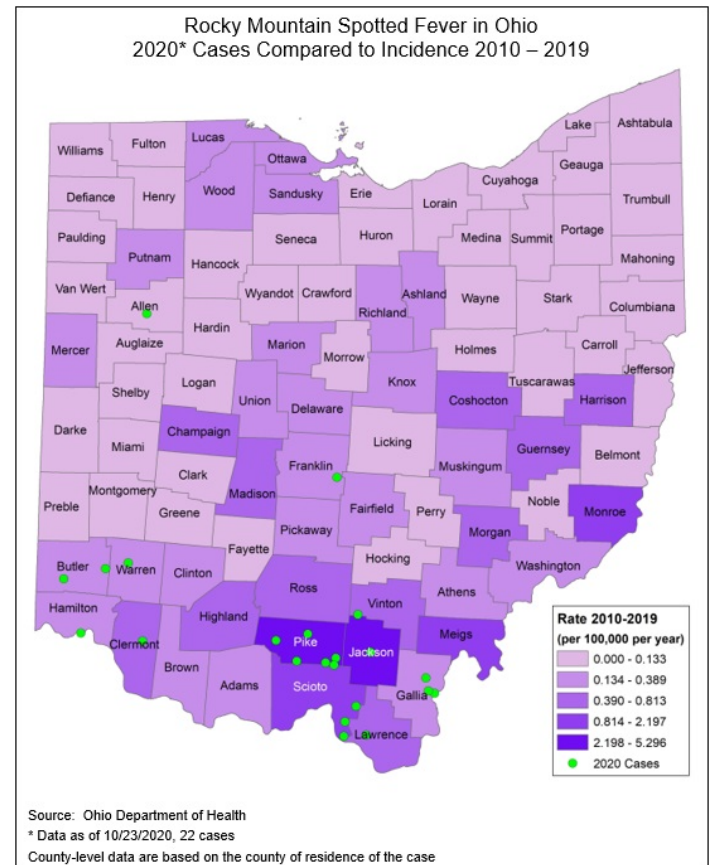 Rocky Mountain Spotted Fever in Ohio
2020* Cases Compared to Incidence 2010 – 2019
Williams
Fulton
Lucas
Ottawa
Lake
Ashtabula
Geauga
Cuyahoga
Defiance
Henry
Wood
Sandusky
Erie
Lorain
Trumbull
Paulding
Putnam
Hancock
Seneca
Huron
Medina
Summit
Portage
Mahoning
Van Wert
Allen
Wyandot
Crawford
Richland
Ashland
Wayne
Stark
Columbiana
Mercer
Auglaize
Hardin
Marion
Morrow
Holmes
Carroll
Jefferson
Shelby
Logan
Union
Delaware
Knox
Coshocton
Tuscarawas
Harrison
Darke
Miami
Champaign
Licking
Guernsey
Belmont
Clark
Madison
Franklin
Muskingum
Preble
Montgomery
Greene
Fairfield
Perry
Noble
Monroe
Pickaway
Morgan
Butler
Warren
Clinton
Fayette
Hocking
Washington
Athens
Hamilton
Clermont
Highland
Ross
Vinton
Brown
Adams
Pike
Jackson
Meigs
Scioto
Gallia
Lawrence
Rate 2010-2019
(per 100,000 per year)
0.000 - 0.133
0.134 - 0.389
0.390 - 0.813
0.814 - 2.197
2.198 - 5.296
2020 Cases
Source: Ohio Department of Health
* Data as of 10/23/2020, 22 cases
County-level data are based on the county of residence of the case